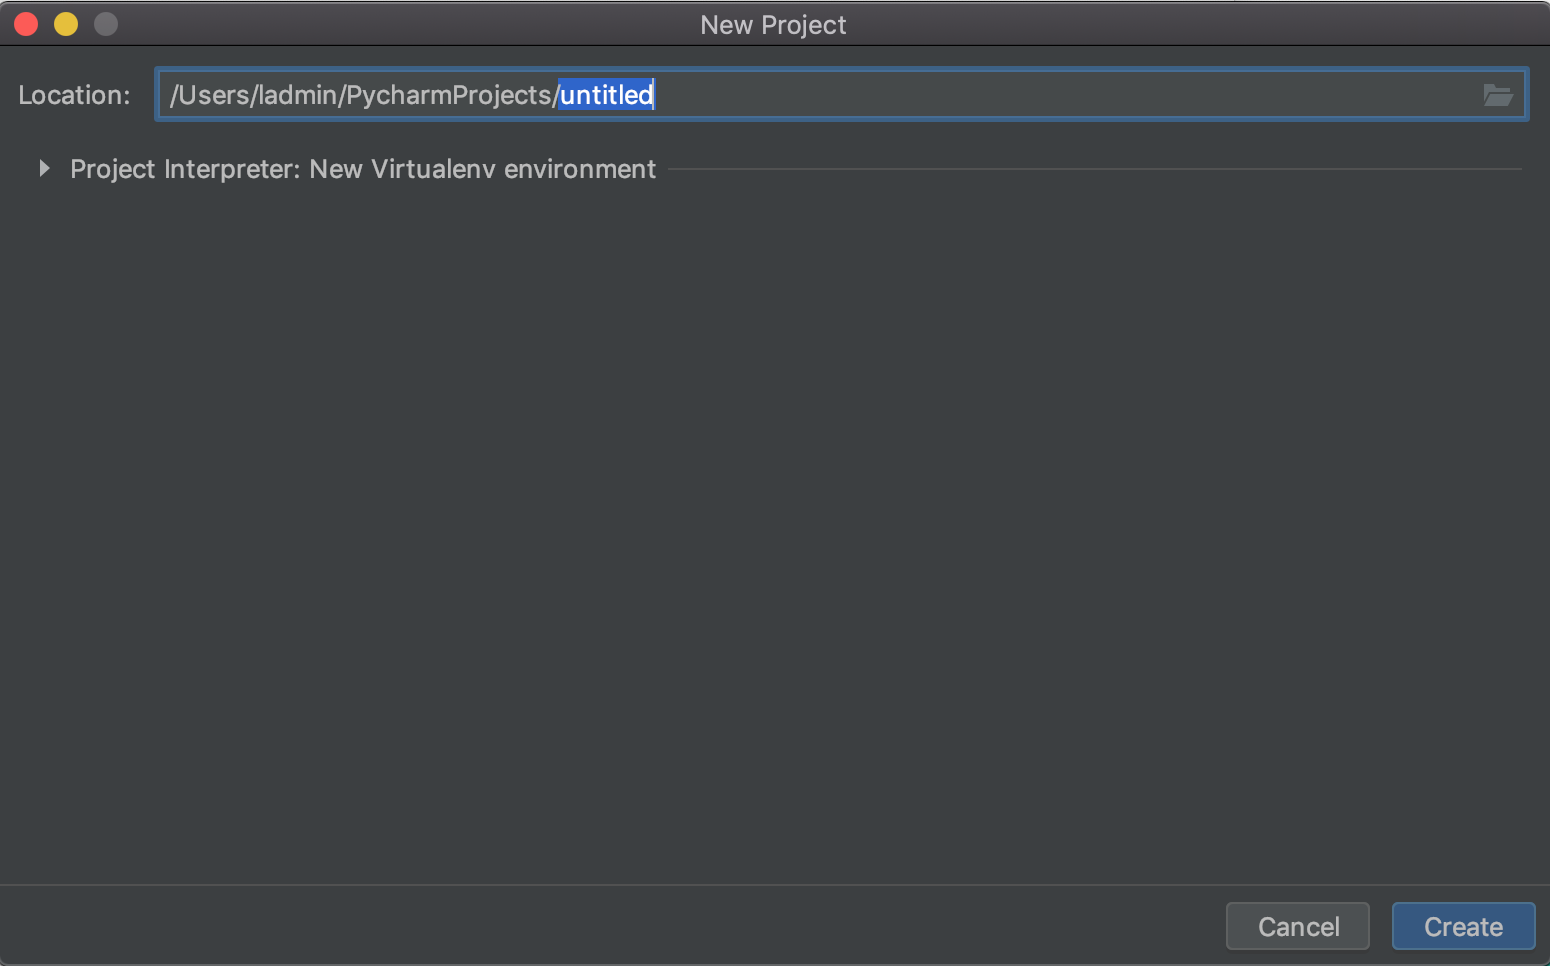 New Project
Location: /Users/ladmin/PycharmProjects/untitled
Project Interpreter: New Virtualenv environment
Cancel Create